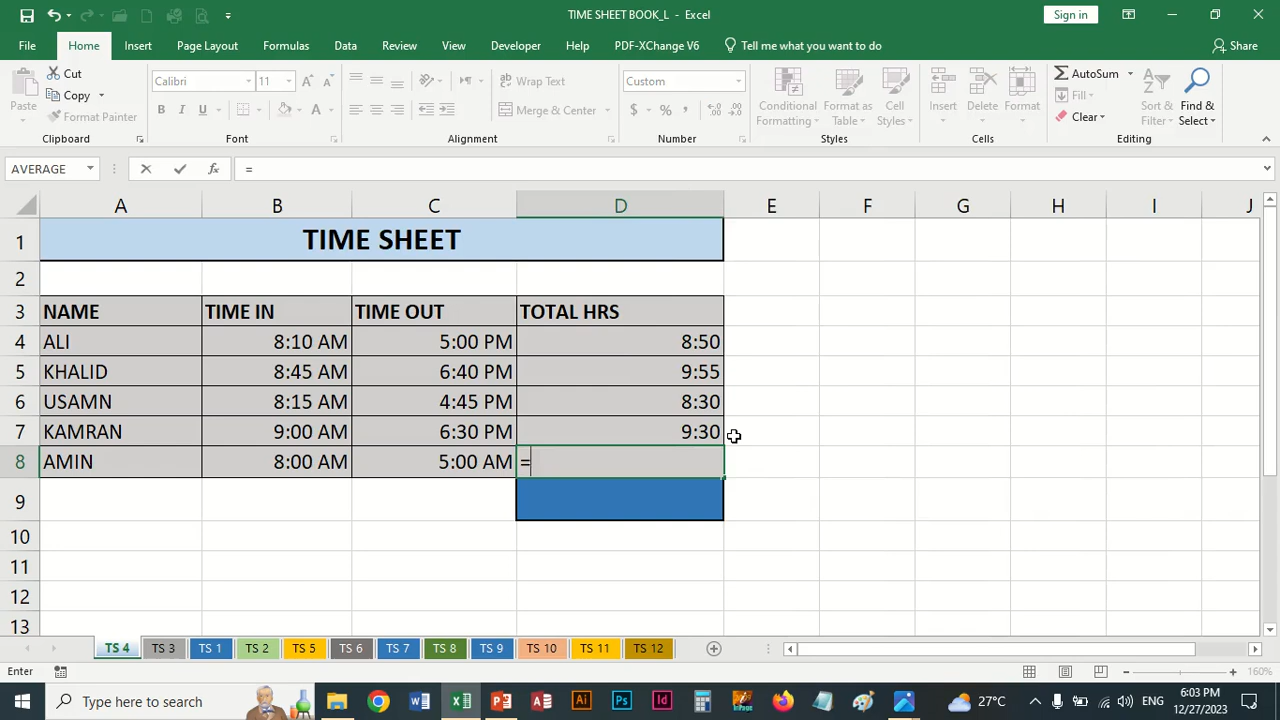 TIME SHEET BOOK_L - Excel
Sign in
File Home Insert Page Layout Formulas Data Review View Developer Help PDF-XChange V6 Tell me what you want to do Share
Cut
Copy
Format Painter
Paste
Clipboard
Calibri 11
B I U
Font
Wrap Text
Merge & Center
Alignment
Custom
$ % ,
Number
Conditional Formatting
Format as Table
Cell Styles
Styles
Insert Delete Format
Cells
AutoSum
Fill
Clear
Sort & Filter
Find & Select
Editing
AVERAGE fx =
A B C D E F G H I J
1 TIME SHEET
2
3 NAME TIME IN TIME OUT TOTAL HRS
4 ALI 8:10 AM 5:00 PM 8:50
5 KHALID 8:45 AM 6:40 PM 9:55
6 USAMN 8:15 AM 4:45 PM 8:30
7 KAMRAN 9:00 AM 6:30 PM 9:30
8 AMIN 8:00 AM 5:00 AM =
9
10
11
12
13
TS 4 TS 3 TS 1 TS 2 TS 5 TS 6 TS 7 TS 8 TS 9 TS 10 TS 11 TS 12
Enter 160%
Type here to search 27°C ENG 6:03 PM
12/27/2023